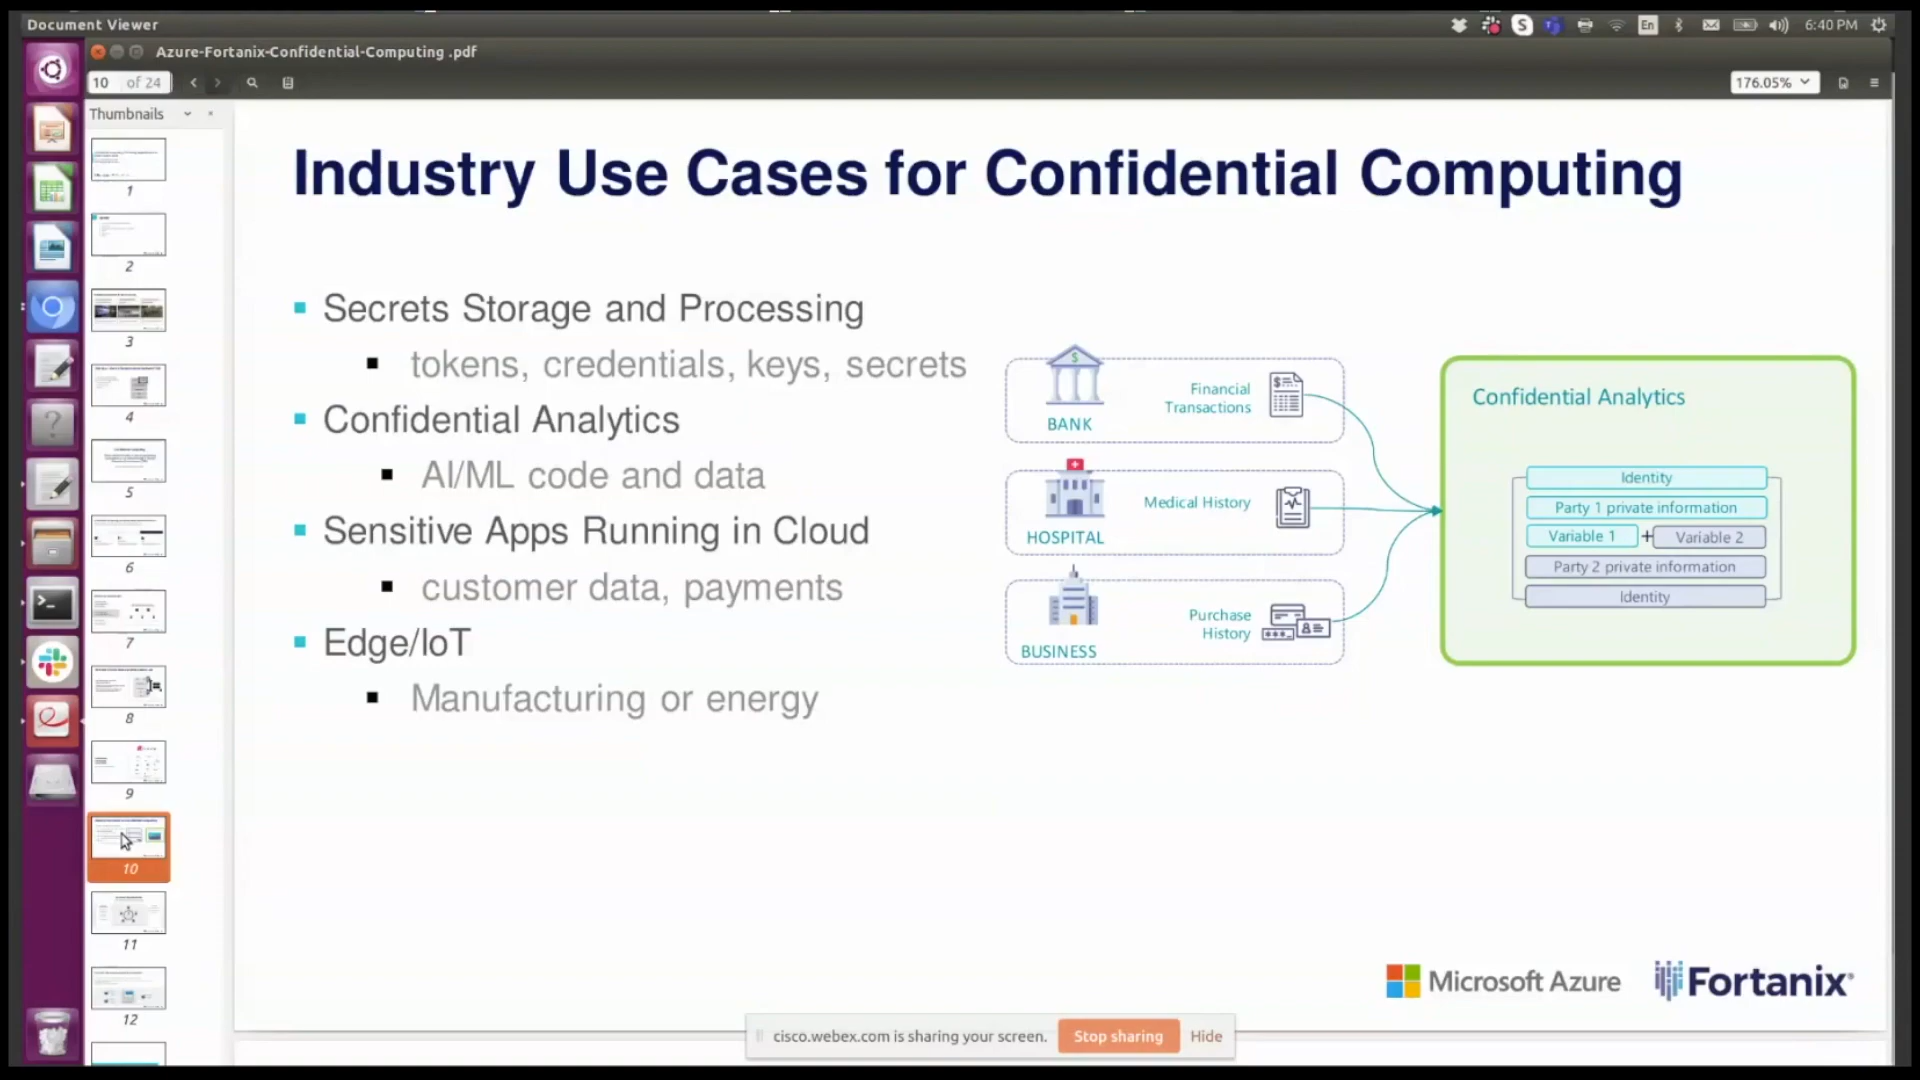 Document Viewer
En
6:40 PM
Azure-Fortanix-Confidential-Computing .pdf
10 of 24
176.05%
Thumbnails
1
2
3
4
5
6
7
8
9
10
11
12
Industry Use Cases for Confidential Computing
Secrets Storage and Processing
tokens, credentials, keys, secrets
Confidential Analytics
AI/ML code and data
Sensitive Apps Running in Cloud
customer data, payments
Edge/IoT
Manufacturing or energy
BANK
Financial
Transactions
HOSPITAL
Medical History
BUSINESS
Purchase
History
Confidential Analytics
Identity
Party 1 private information
Variable 1 + Variable 2
Party 2 private information
Identity
Microsoft Azure
Fortanix
cisco.webex.com is sharing your screen.
Stop sharing
Hide